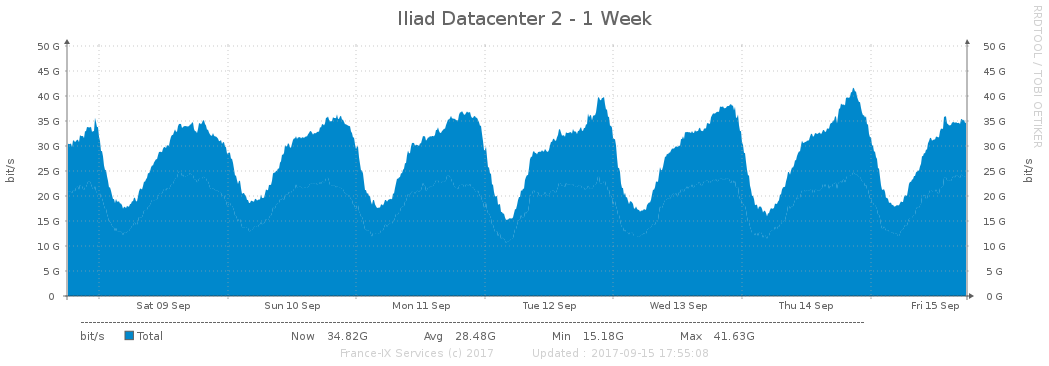 Iliad Datacenter 2 - 1 Week
RRDTOOL / TOBI OETIKER
bit/s
bit/s
50 G 50 G
45 G 45 G
40 G 40 G
35 G 35 G
30 G 30 G
25 G 25 G
20 G 20 G
15 G 15 G
10 G 10 G
5 G 5 G
0 0 G
Sat 09 Sep Sun 10 Sep Mon 11 Sep Tue 12 Sep Wed 13 Sep Thu 14 Sep Fri 15 Sep
bit/s Total Now 34.82G Avg 28.48G Min 15.18G Max 41.63G
France-IX Services (c) 2017 Updated : 2017-09-15 17:55:08